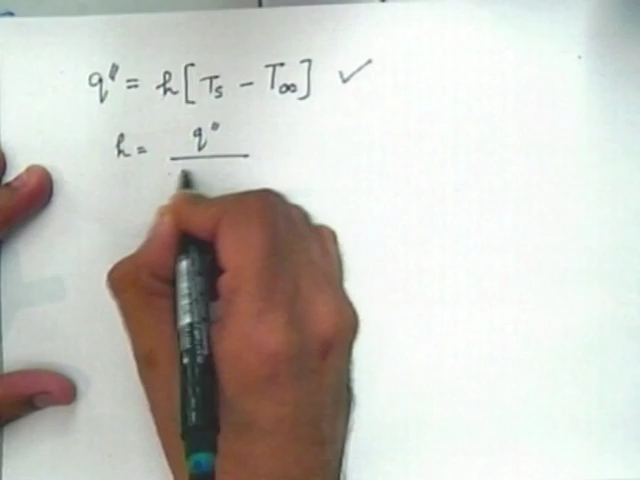 q" = h[Ts - T∞] ✓
h = q" /